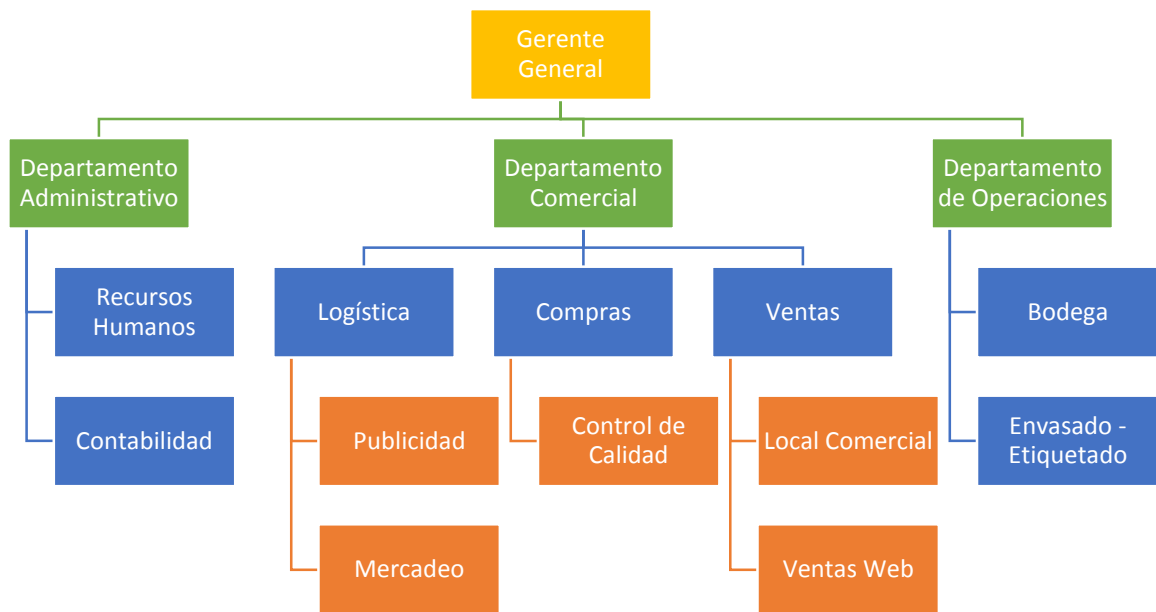 Gerente
General
Departamento
Administrativo
Departamento
Comercial
Departamento
de Operaciones
Recursos
Humanos
Logística
Compras
Ventas
Bodega
Contabilidad
Publicidad
Control de
Calidad
Local Comercial
Envasado -
Etiquetado
Mercadeo
Ventas Web